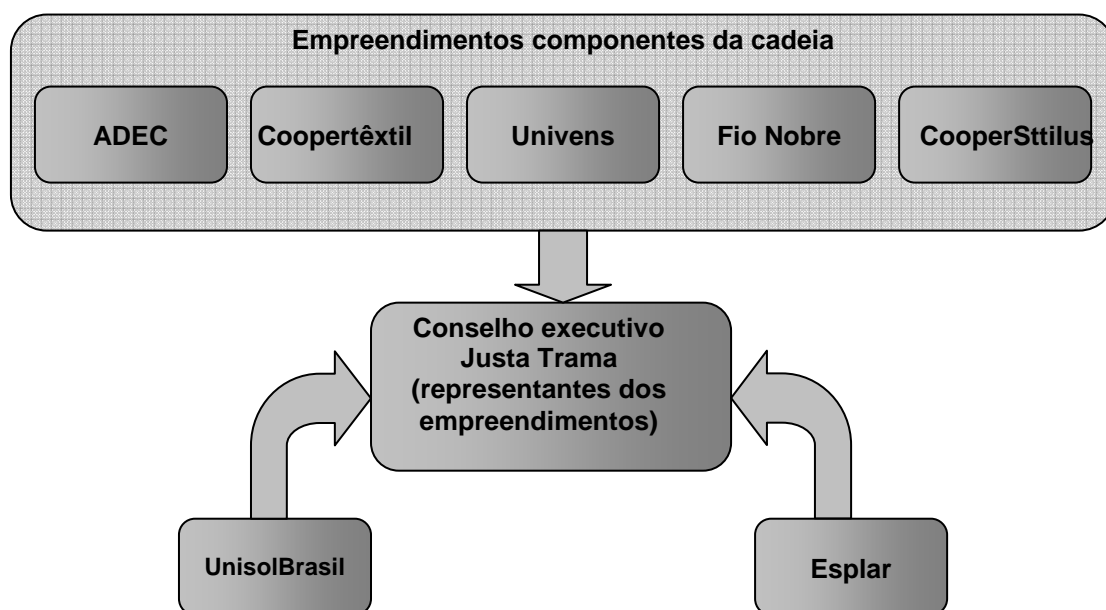 Empreendimentos componentes da cadeia
ADEC
Coopertêxtil
Univens
Fio Nobre
CooperSttilus
Conselho executivo
Justa Trama
(representantes dos
empreendimentos)
UnisolBrasil
Esplar